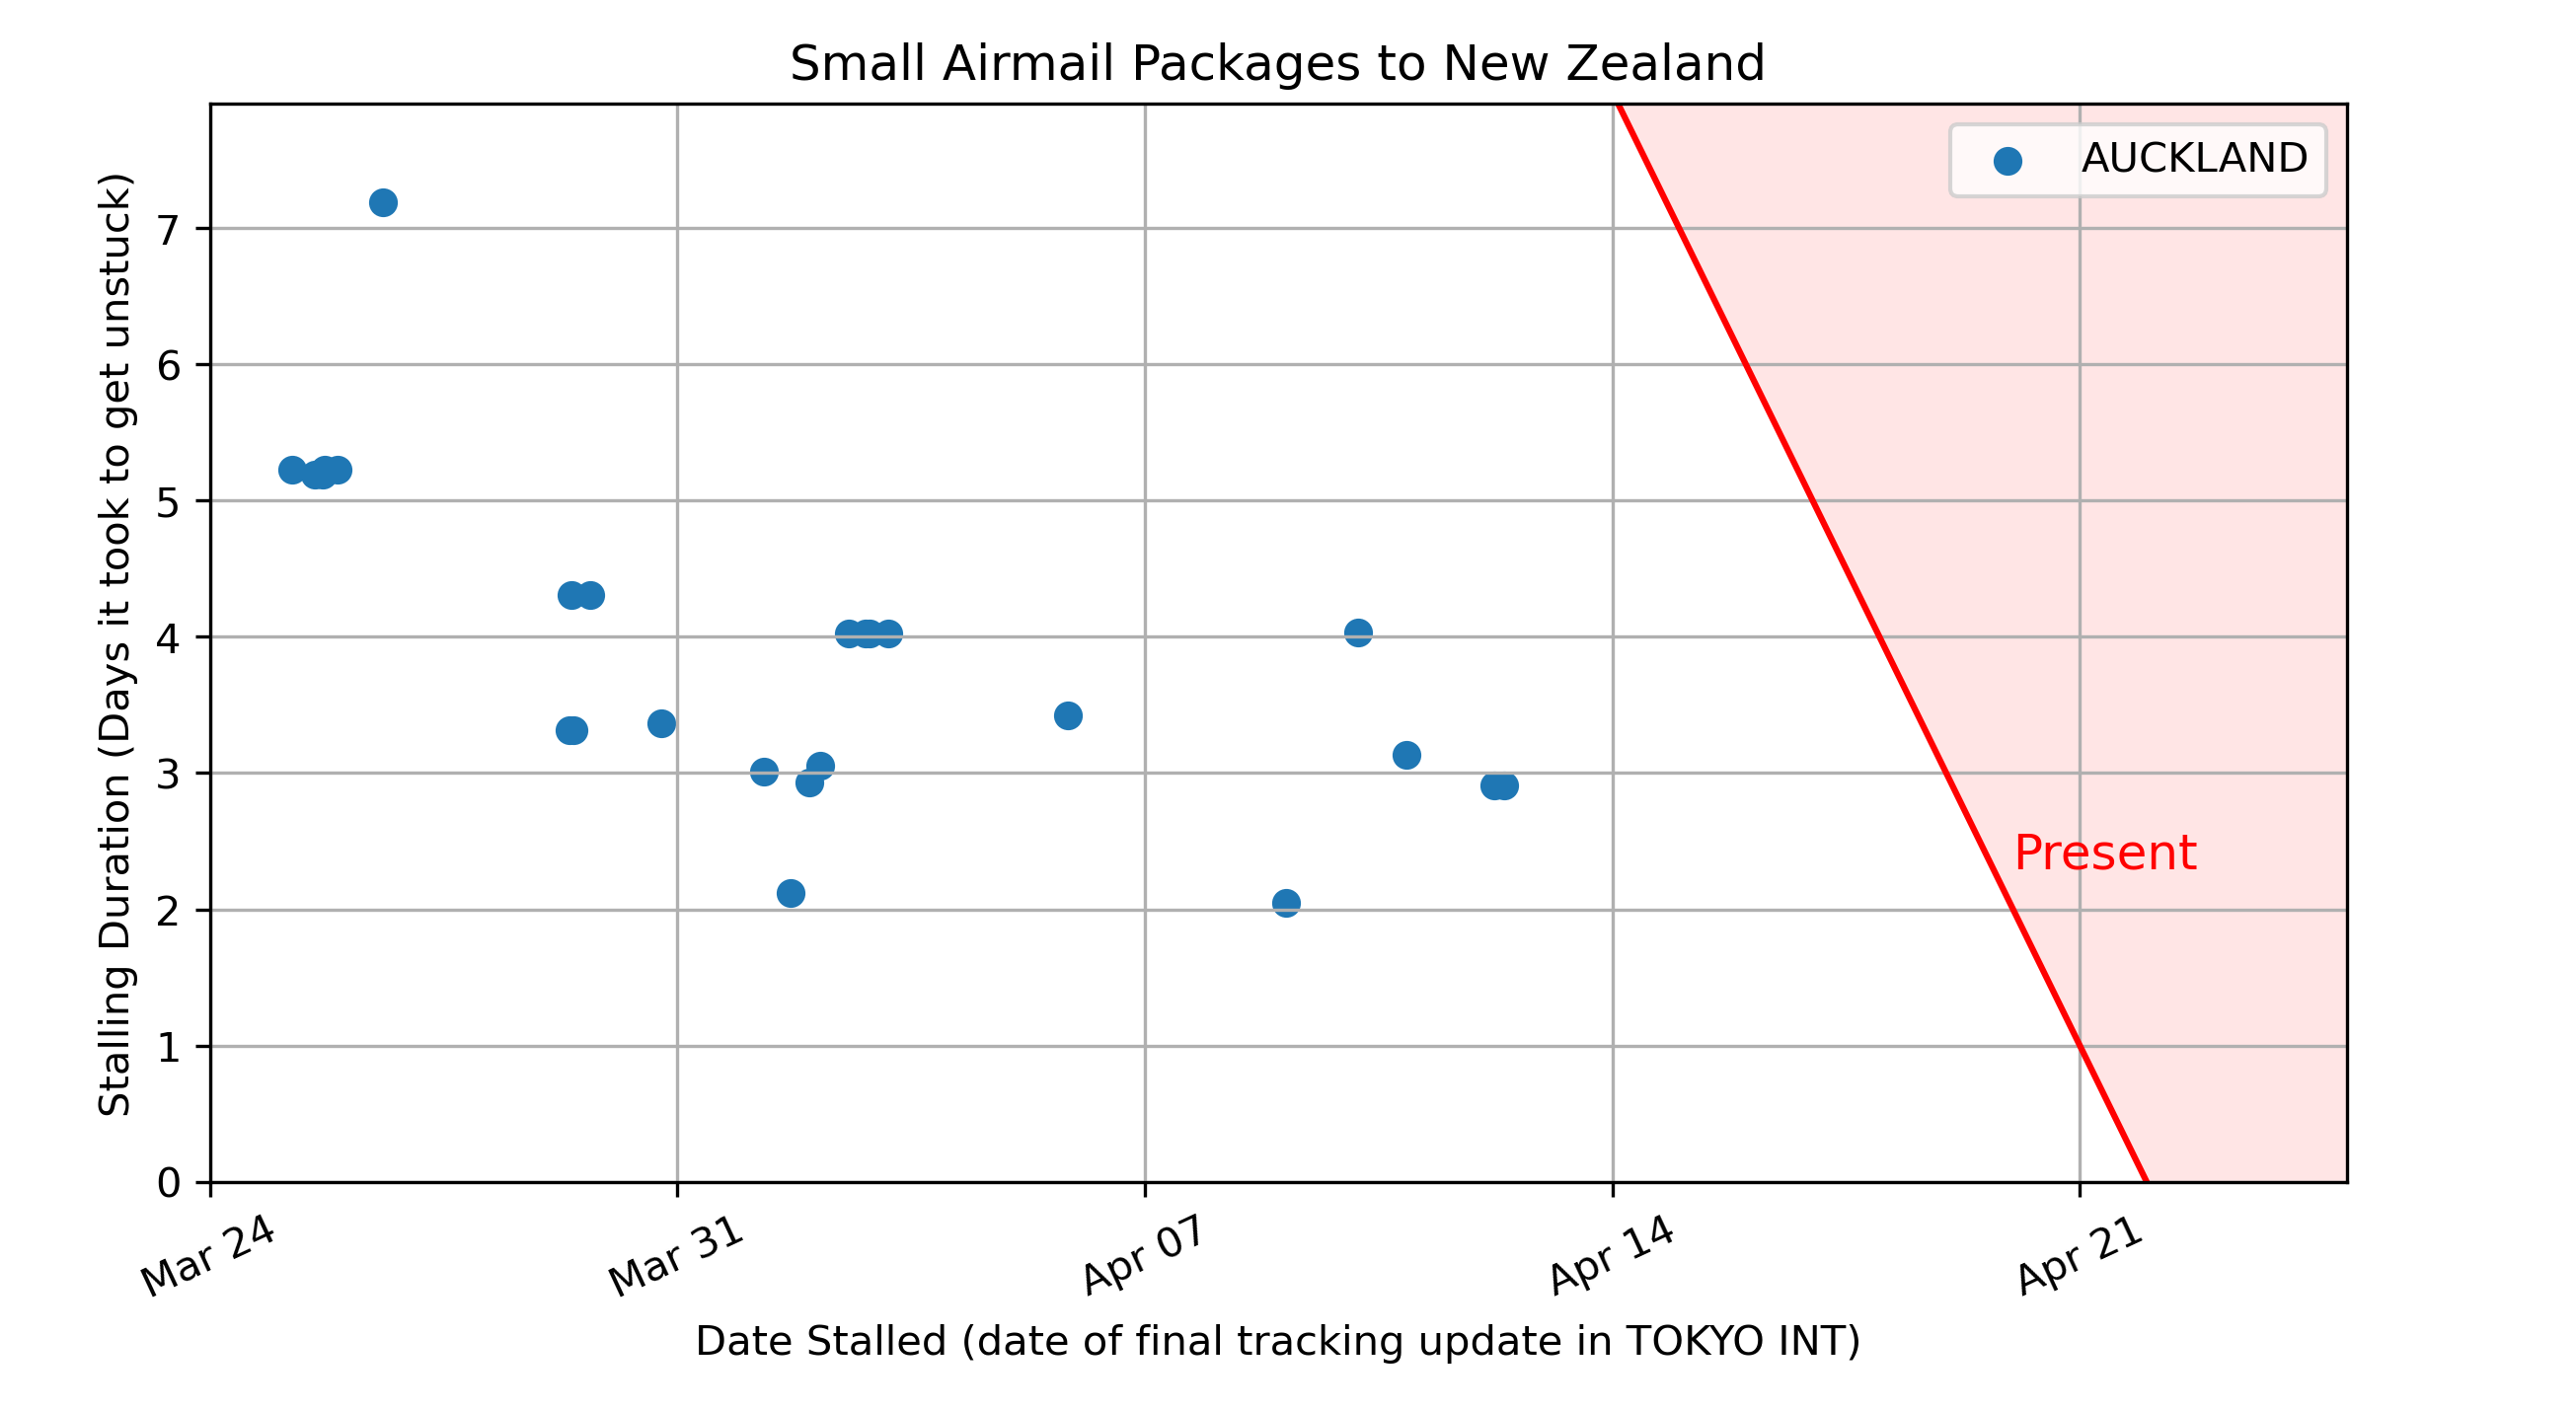 Small Airmail Packages to New Zealand
AUCKLAND
Stalling Duration (Days it took to get unstuck)
7
6
5
4
3
2
1
0
Present
Mar 24
Mar 31
Apr 07
Apr 14
Apr 21
Date Stalled (date of final tracking update in TOKYO INT)